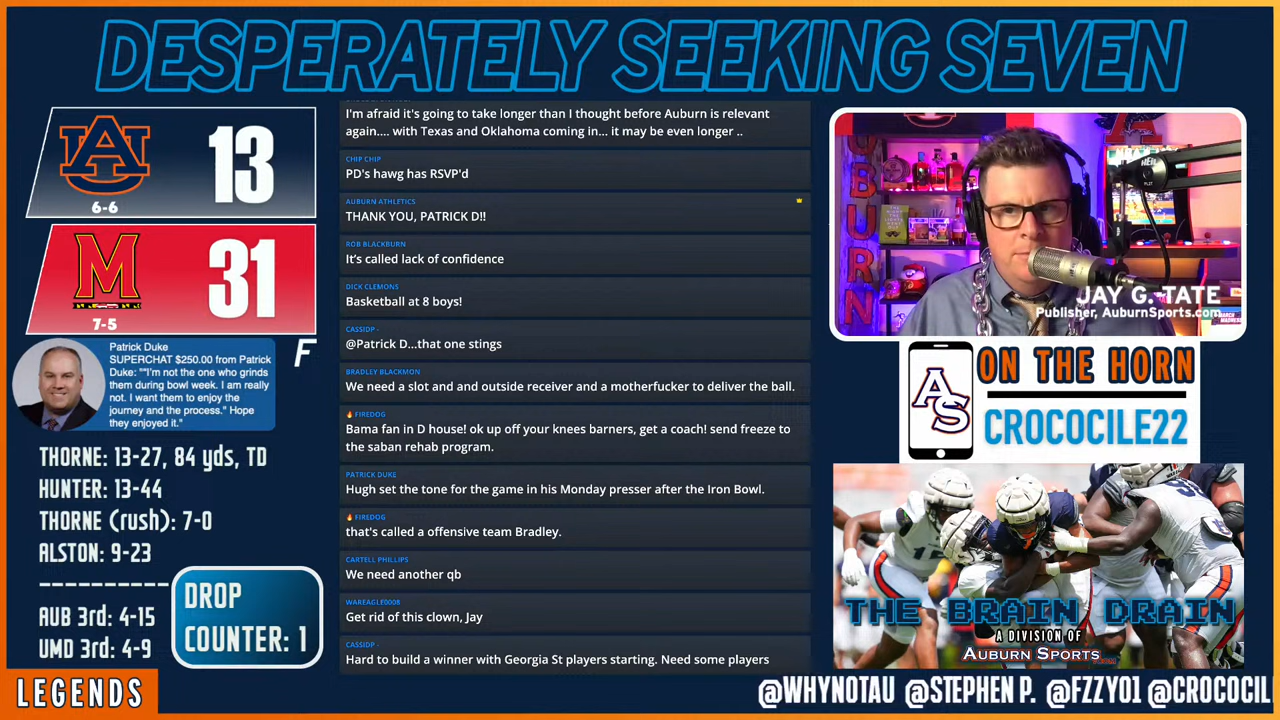 DESPERATELY SEEKING SEVEN
13
6-6
31
7-5
F
Patrick Duke
SUPERCHAT $250.00 from Patrick
Duke: ""I'm not the one who grinds
them during bowl week. I am really
not. I want them to enjoy the
journey and the process." Hope
they enjoyed it."
THORNE: 13-27, 84 yds, TD
HUNTER: 13-44
THORNE (rush): 7-0
ALSTON: 9-23
AUB 3rd: 4-15
UMD 3rd: 4-9
DROP
COUNTER: 1
I'm afraid it's going to take longer than I thought before Auburn is relevant
again.... with Texas and Oklahoma coming in... it may be even longer ..
CHIP CHIP
PD's hawg has RSVP'd
AUBURN ATHLETICS
THANK YOU, PATRICK D!!
ROB BLACKBURN
It's called lack of confidence
DICK CLEMONS
Basketball at 8 boys!
CASSIDP -
@Patrick D...that one stings
BRADLEY BLACKMON
We need a slot and and outside receiver and a motherfucker to deliver the ball.
🔥 FIREDOG
Bama fan in D house! ok up off your knees barners, get a coach! send freeze to
the saban rehab program.
PATRICK DUKE
Hugh set the tone for the game in his Monday presser after the Iron Bowl.
🔥 FIREDOG
that's called a offensive team Bradley.
CARTELL PHILLIPS
We need another qb
WAREAGLE0008
Get rid of this clown, Jay
CASSIDP -
Hard to build a winner with Georgia St players starting. Need some players
JAY G. TATE
Publisher, AuburnSports.com
AS
ON THE HORN
CROCOCILE22
THE BRAIN DRAIN
A DIVISION OF
AUBURN SPORTS.COM
LEGENDS
@WHYNOTAU @STEPHEN P. @FZZY01 @CROCOCIL